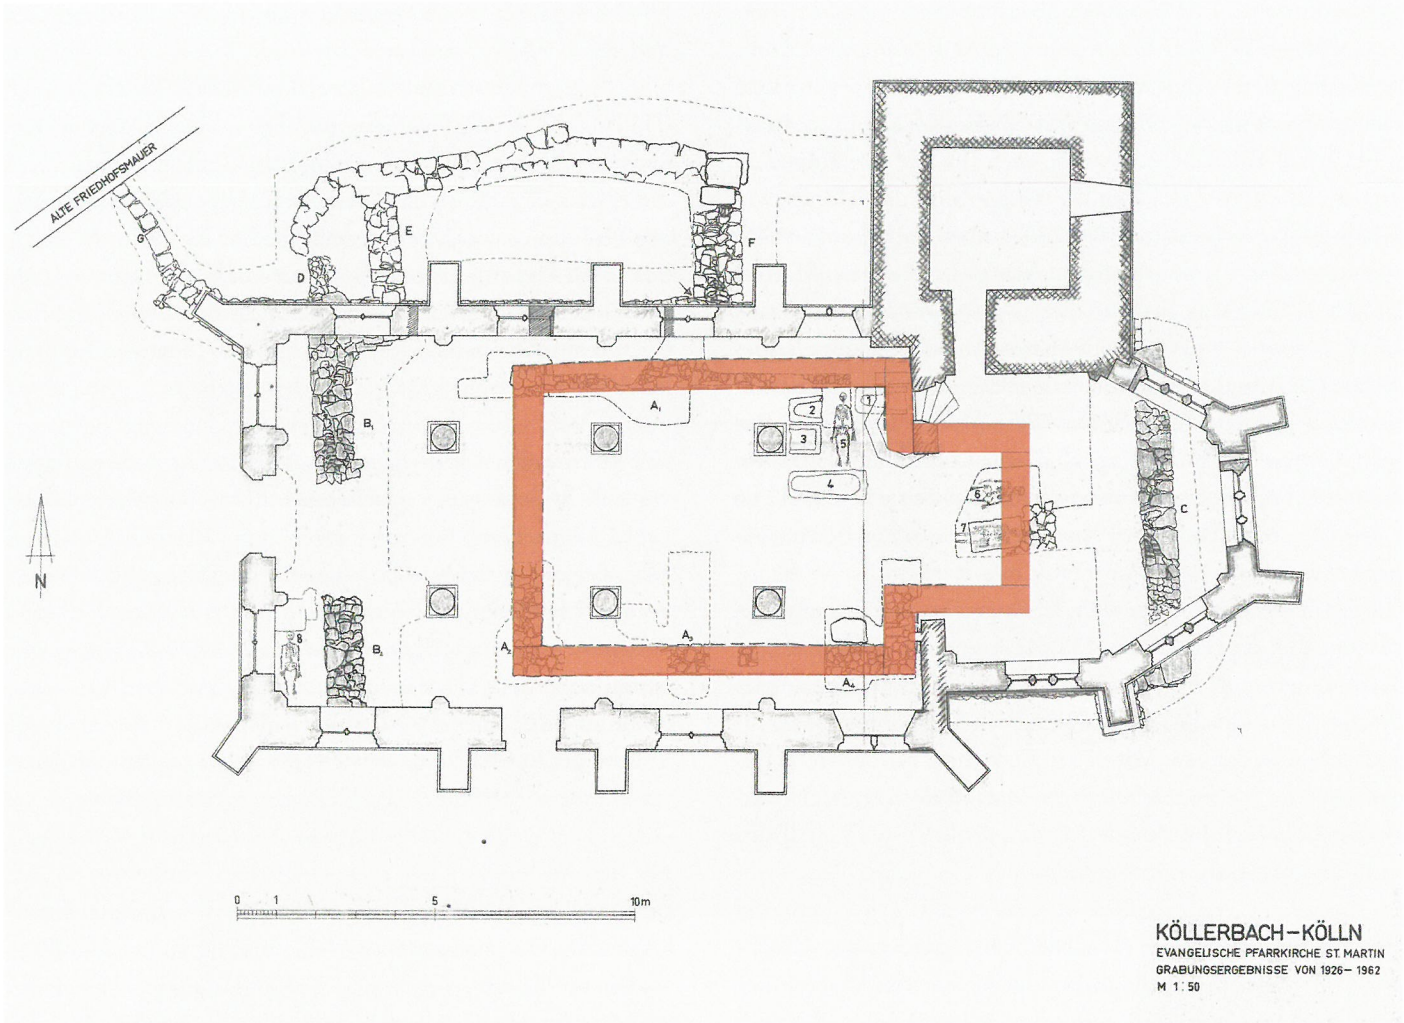 ALTE FRIEDHOFSMAUER
G
D
E
F
B₁
A₁
2
3
5
1
4
6
7
C
N
8
B₂
A₂
A₃
A₄
0 1 5 10m
KÖLLERBACH–KÖLLN
EVANGELISCHE PFARRKIRCHE ST. MARTIN
GRABUNGSERGEBNISSE VON 1926– 1962
M 1:50